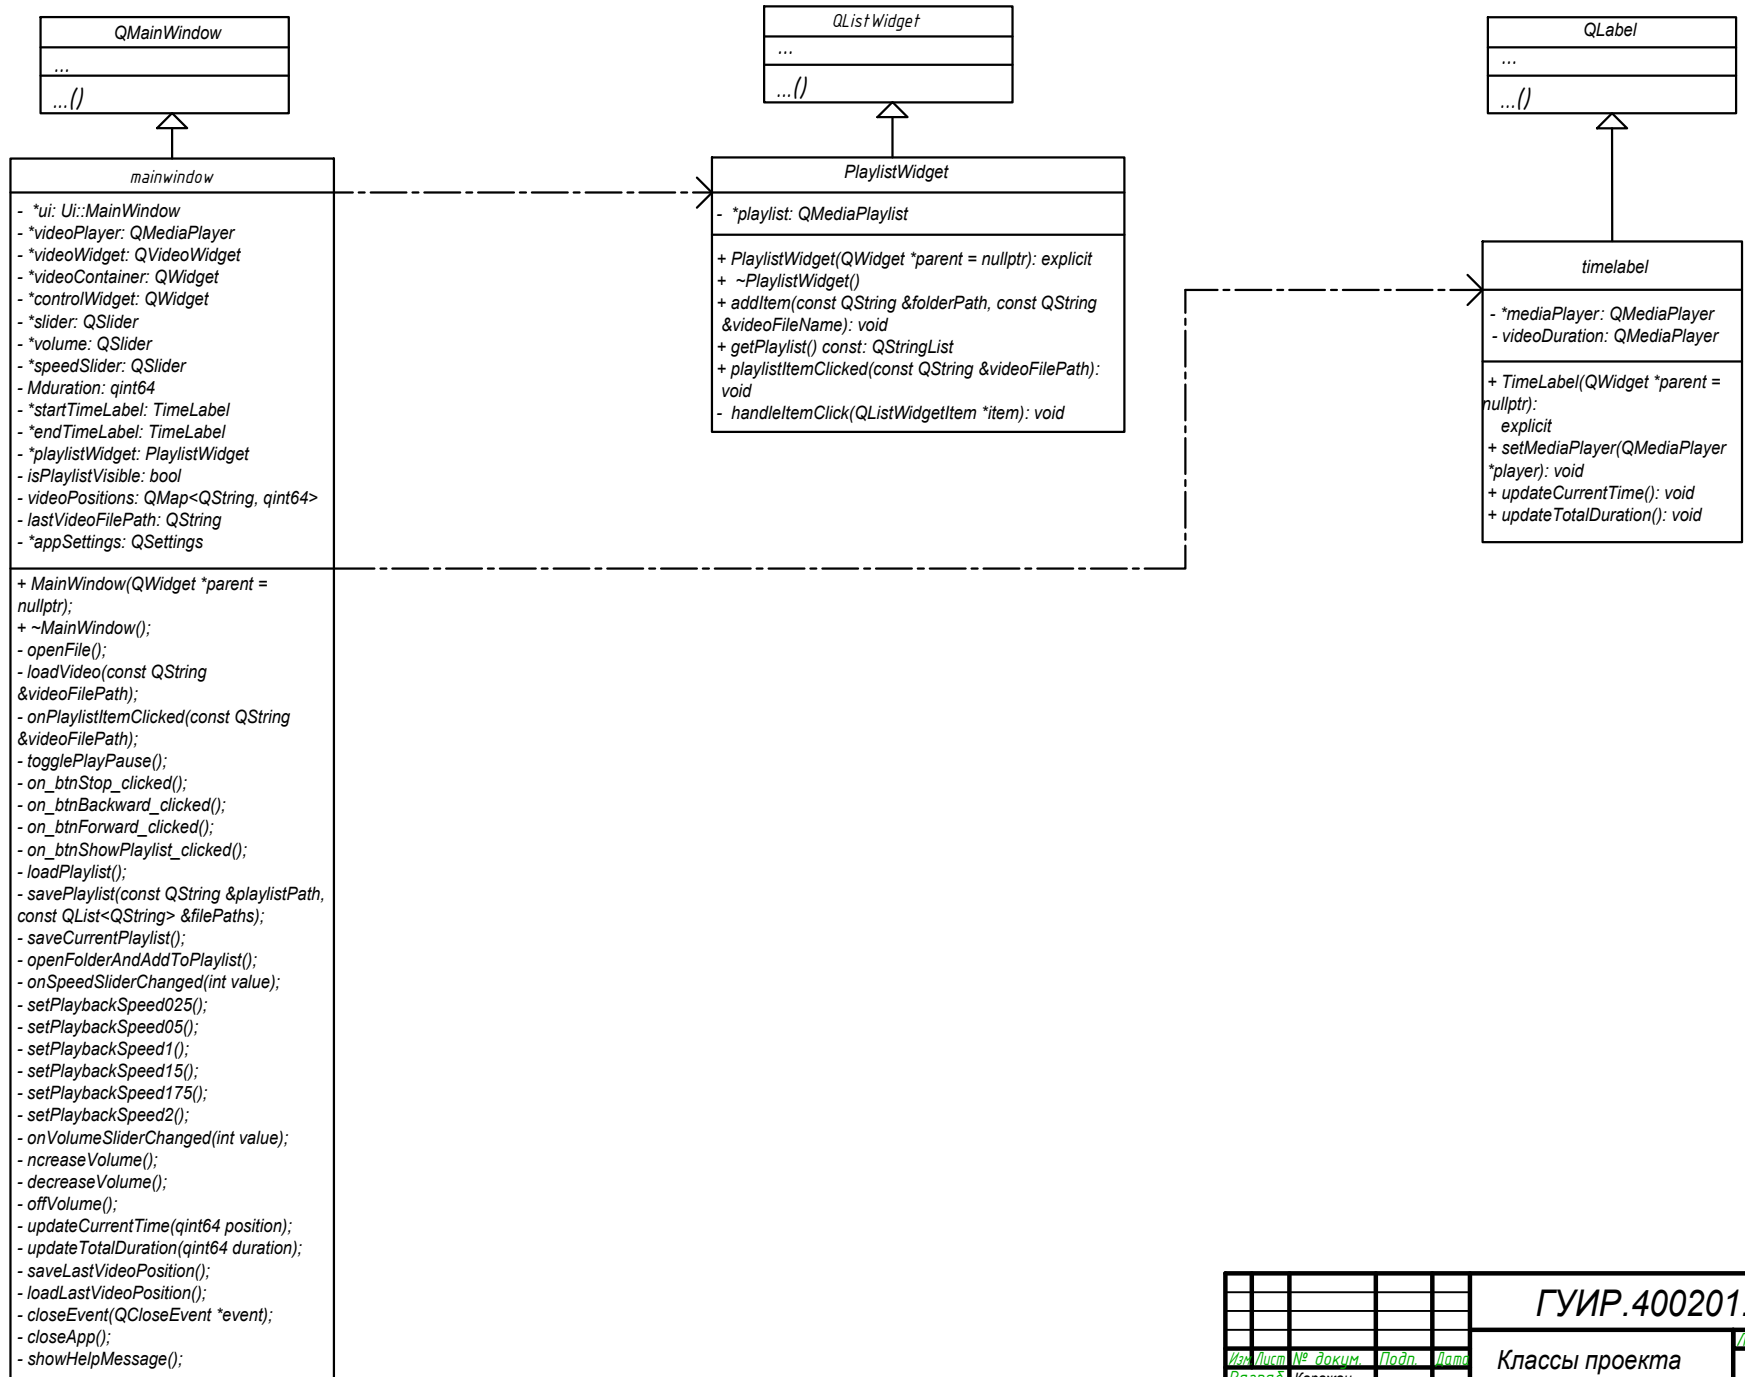 QMainWindow
...
...()
QListWidget
...
...()
QLabel
...
...()
mainwindow
- *ui: Ui::MainWindow
- *videoPlayer: QMediaPlayer
- *videoWidget: QVideoWidget
- *videoContainer: QWidget
- *controlWidget: QWidget
- *slider: QSlider
- *volume: QSlider
- *speedSlider: QSlider
- Mduration: qint64
- *startTimeLabel: TimeLabel
- *endTimeLabel: TimeLabel
- *playlistWidget: PlaylistWidget
- isPlaylistVisible: bool
- videoPositions: QMap<QString, qint64>
- lastVideoFilePath: QString
- *appSettings: QSettings
+ MainWindow(QWidget *parent =
nullptr);
+ ~MainWindow();
- openFile();
- loadVideo(const QString
&videoFilePath);
- onPlaylistItemClicked(const QString
&videoFilePath);
- togglePlayPause();
- on_btnStop_clicked();
- on_btnBackward_clicked();
- on_btnForward_clicked();
- on_btnShowPlaylist_clicked();
- loadPlaylist();
- savePlaylist(const QString &playlistPath,
const QList<QString> &filePaths);
- saveCurrentPlaylist();
- openFolderAndAddToPlaylist();
- onSpeedSliderChanged(int value);
- setPlaybackSpeed025();
- setPlaybackSpeed05();
- setPlaybackSpeed1();
- setPlaybackSpeed15();
- setPlaybackSpeed175();
- setPlaybackSpeed2();
- onVolumeSliderChanged(int value);
- ncreaseVolume();
- decreaseVolume();
- offVolume();
- updateCurrentTime(qint64 position);
- updateTotalDuration(qint64 duration);
- saveLastVideoPosition();
- loadLastVideoPosition();
- closeEvent(QCloseEvent *event);
- closeApp();
- showHelpMessage();
PlaylistWidget
- *playlist: QMediaPlaylist
+ PlaylistWidget(QWidget *parent = nullptr): explicit
+ ~PlaylistWidget()
+ addItem(const QString &folderPath, const QString
&videoFileName): void
+ getPlaylist() const: QStringList
+ playlistItemClicked(const QString &videoFilePath):
void
- handleItemClick(QListWidgetItem *item): void
timelabel
- *mediaPlayer: QMediaPlayer
- videoDuration: QMediaPlayer
+ TimeLabel(QWidget *parent =
nullptr):
explicit
+ setMediaPlayer(QMediaPlayer
*player): void
+ updateCurrentTime(): void
+ updateTotalDuration(): void
ГУИР.400201.
Изм Лист № докум. Подп. Дата
Классы проекта